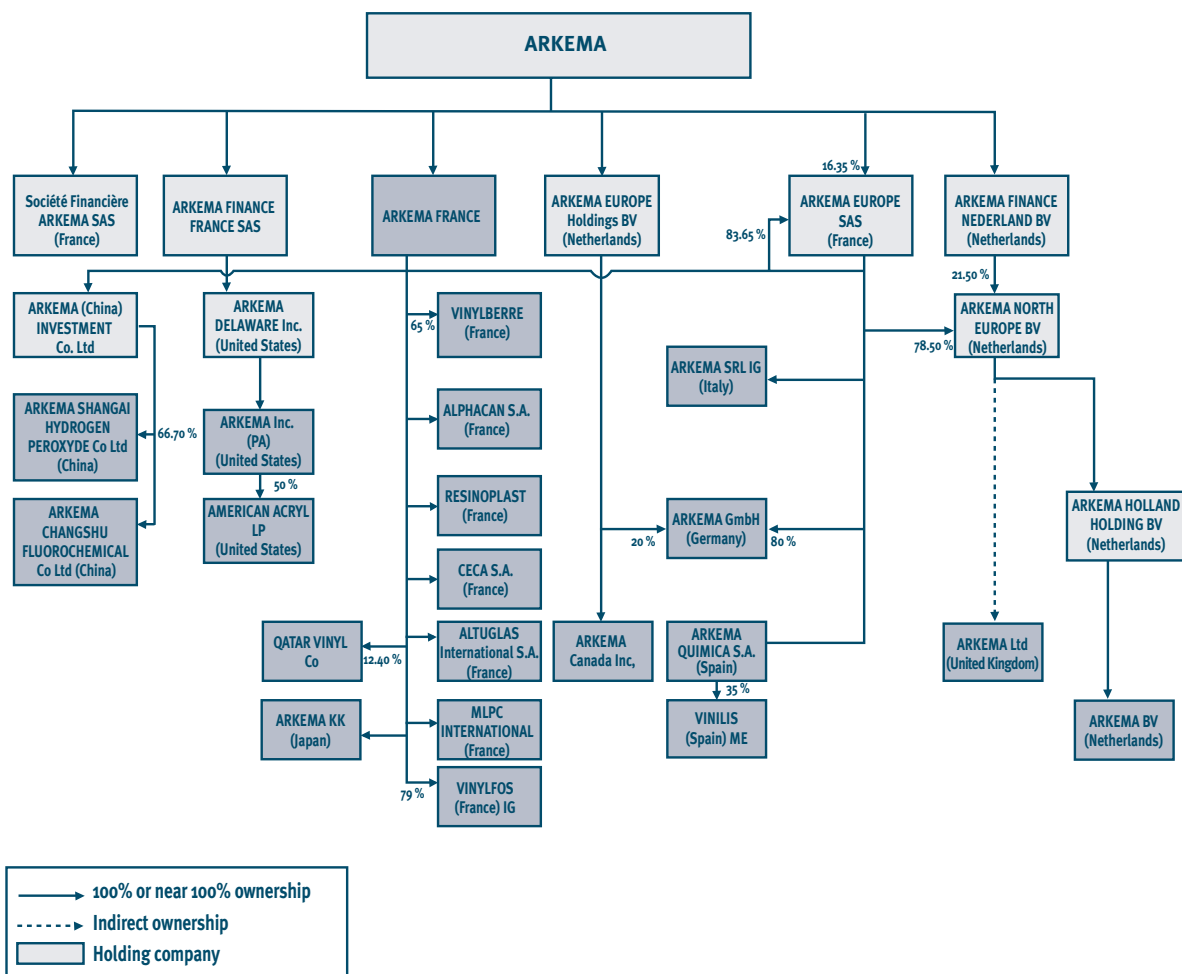 ARKEMA
16.35 %
Société Financière
ARKEMA SAS
(France)
ARKEMA FINANCE
FRANCE SAS
ARKEMA FRANCE
ARKEMA EUROPE
Holdings BV
(Netherlands)
83.65 %
ARKEMA EUROPE
SAS
(France)
ARKEMA FINANCE
NEDERLAND BV
(Netherlands)
21.50 %
ARKEMA (China)
INVESTMENT
Co. Ltd
ARKEMA
DELAWARE Inc.
(United States)
65 %
VINYLBERRE
(France)
78.50 %
ARKEMA NORTH
EUROPE BV
(Netherlands)
ARKEMA SRL IG
(Italy)
ARKEMA SHANGAI
HYDROGEN
PEROXYDE Co Ltd
(China)
66.70 %
ARKEMA Inc.
(PA)
(United States)
ALPHACAN S.A.
(France)
50 %
ARKEMA
CHANGSHU
FLUOROCHEMICAL
Co Ltd (China)
AMERICAN ACRYL
LP
(United States)
RESINOPLAST
(France)
20 %
ARKEMA GmbH
(Germany)
80 %
ARKEMA HOLLAND
HOLDING BV
(Netherlands)
CECA S.A.
(France)
QATAR VINYL
Co
12.40 %
ALTUGLAS
International S.A.
(France)
ARKEMA
Canada Inc,
ARKEMA
QUIMICA S.A.
(Spain)
ARKEMA Ltd
(United Kingdom)
35 %
ARKEMA KK
(Japan)
MLPC
INTERNATIONAL
(France)
VINILIS
(Spain) ME
ARKEMA BV
(Netherlands)
79 %
VINYLFOS
(France) IG
100% or near 100% ownership
Indirect ownership
Holding company